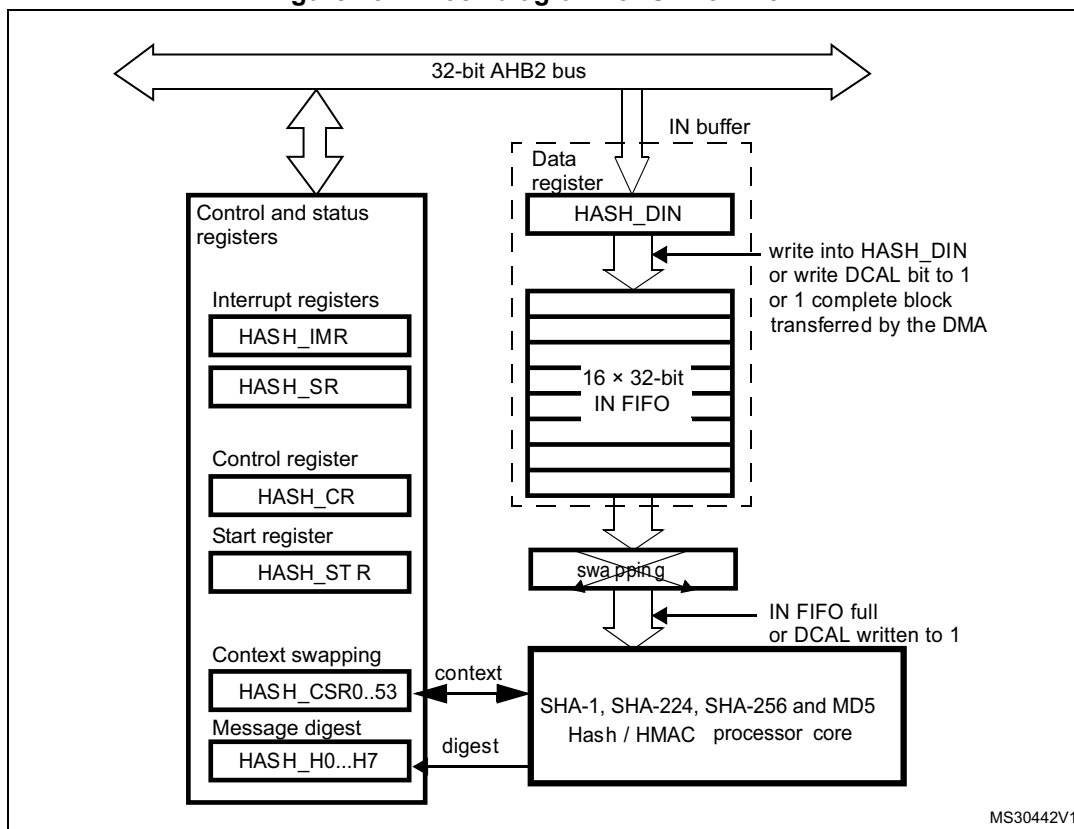 32-bit AHB2 bus
IN buffer
Data
register
HASH_DIN
write into HASH_DIN
or write DCAL bit to 1
or 1 complete block
transferred by the DMA
16 × 32-bit
IN FIFO
swapping
IN FIFO full
or DCAL written to 1
Control and status
registers
Interrupt registers
HASH_IMR
HASH_SR
Control register
HASH_CR
Start register
HASH_STR
Context swapping
HASH_CSR0..53
Message digest
HASH_H0...H7
context
digest
SHA-1, SHA-224, SHA-256 and MD5
Hash / HMAC processor core
MS30442V1